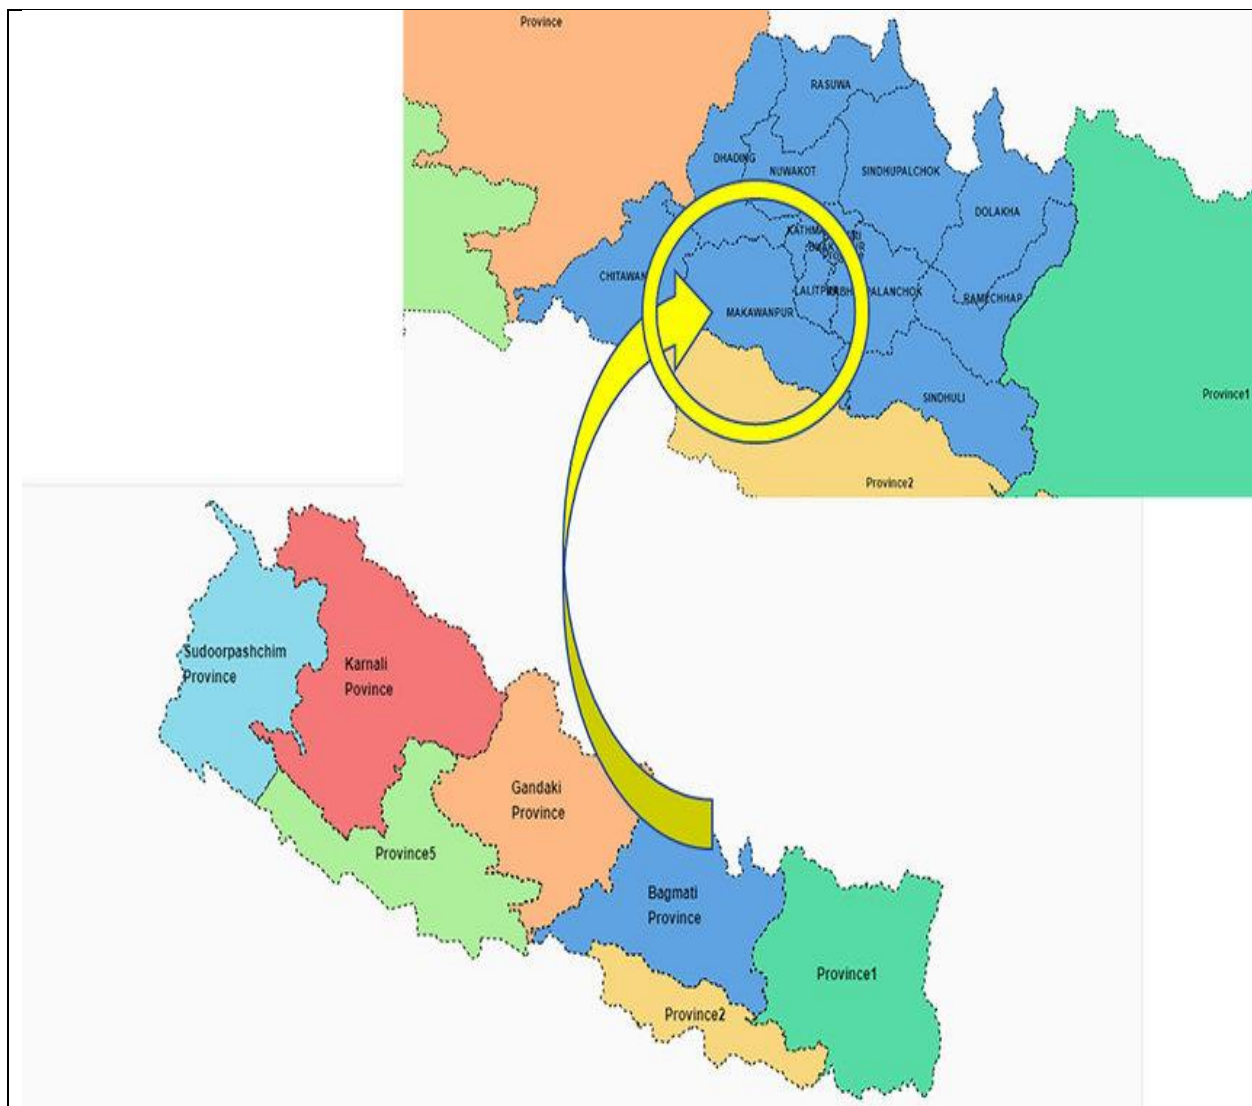 Province
RASUWA
DHADING
NUWAKOT
SINDHUPALCHOK
DOLAKHA
CHITAWAN
LALITPUR
PALANCHOK
RAMECHHAP
MAKAWANPUR
SINDHULI
Province1
Province2
Sudoorpashchim
Province
Karnali
Povince
Gandaki
Province
Province5
Bagmati
Province
Province1
Province2